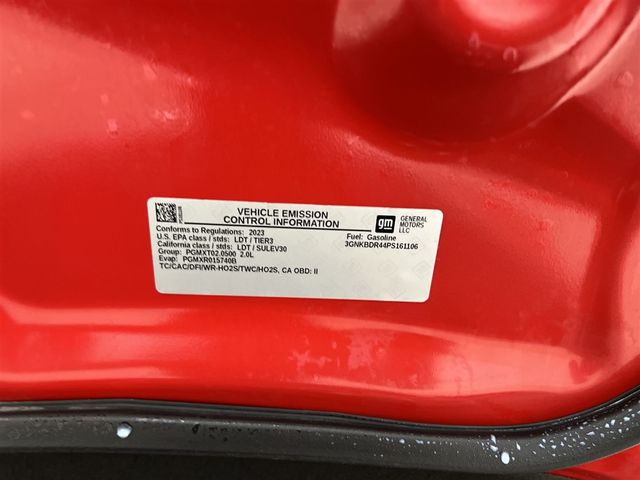 VEHICLE EMISSION
CONTROL INFORMATION
gm GENERAL MOTORS LLC
Conforms to Regulations: 2023
Fuel: Gasoline
U.S. EPA class / stds: LDT / TIER3
3GNKBDR44PS161106
California class / stds: LDT / SULEV30
Group: PGMXT02.0500 2.0L
Evap: PGMXR015740B
TC/CAC/DFI/WR-HO2S/TWC/HO2S, CA OBD: II